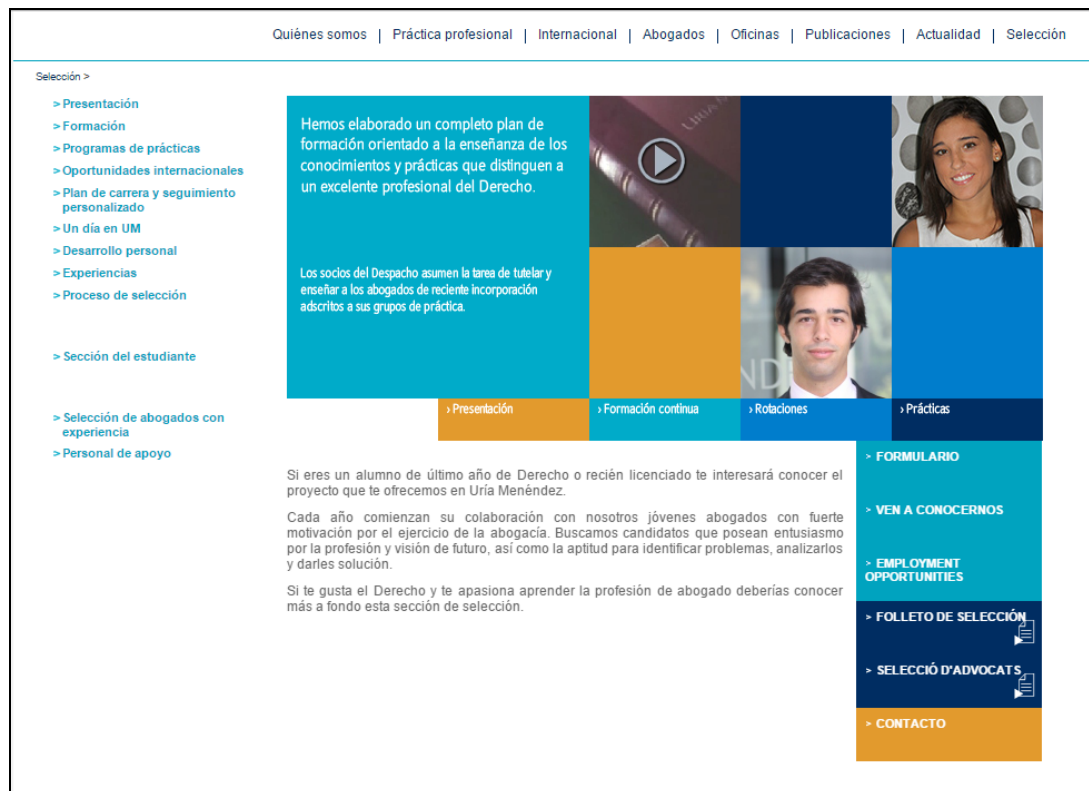 Quiénes somos | Práctica profesional | Internacional | Abogados | Oficinas | Publicaciones | Actualidad | Selección
Selección >
> Presentación
> Formación
> Programas de prácticas
> Oportunidades internacionales
> Plan de carrera y seguimiento
personalizado
> Un día en UM
> Desarrollo personal
> Experiencias
> Proceso de selección
> Sección del estudiante
> Selección de abogados con
experiencia
> Personal de apoyo
Hemos elaborado un completo plan de
formación orientado a la enseñanza de los
conocimientos y prácticas que distinguen a
un excelente profesional del Derecho.
Los socios del Despacho asumen la tarea de tutelar y
enseñar a los abogados de reciente incorporación
adscritos a sus grupos de práctica.
› Presentación
› Formación continua
› Rotaciones
› Prácticas
Si eres un alumno de último año de Derecho o recién licenciado te interesará conocer el
proyecto que te ofrecemos en Uría Menéndez.
Cada año comienzan su colaboración con nosotros jóvenes abogados con fuerte
motivación por el ejercicio de la abogacía. Buscamos candidatos que posean entusiasmo
por la profesión y visión de futuro, así como la aptitud para identificar problemas, analizarlos
y darles solución.
Si te gusta el Derecho y te apasiona aprender la profesión de abogado deberías conocer
más a fondo esta sección de selección.
> FORMULARIO
> VEN A CONOCERNOS
> EMPLOYMENT
OPPORTUNITIES
> FOLLETO DE SELECCIÓN
> SELECCIÓ D'ADVOCATS
> CONTACTO